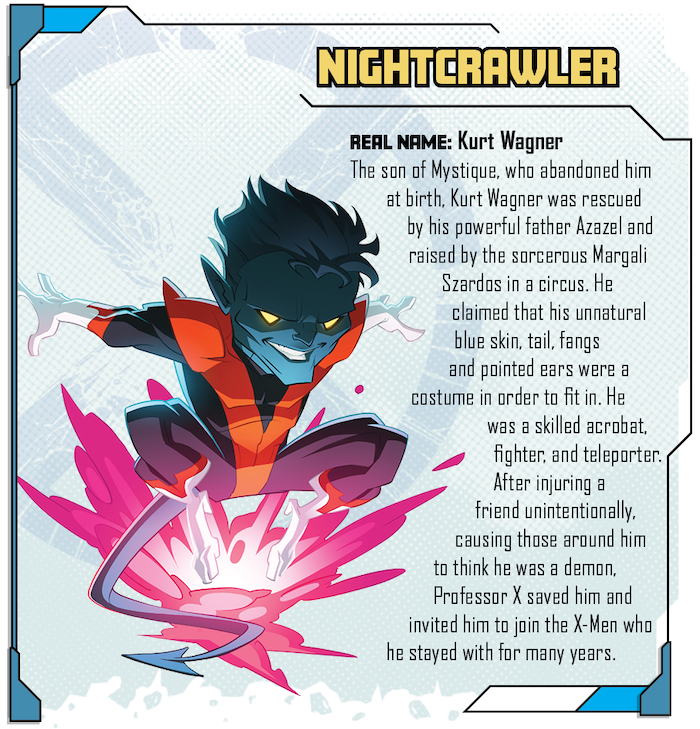 NIGHTCRAWLER
REAL NAME: Kurt Wagner
The son of Mystique, who abandoned him
at birth, Kurt Wagner was rescued
by his powerful father Azazel and
raised by the sorcerous Margali
Szardos in a circus. He
claimed that his unnatural
blue skin, tail, fangs
and pointed ears were a
costume in order to fit in. He
was a skilled acrobat,
fighter, and teleporter.
After injuring a
friend unintentionally,
causing those around him
to think he was a demon,
Professor X saved him and
invited him to join the X-Men who
he stayed with for many years.